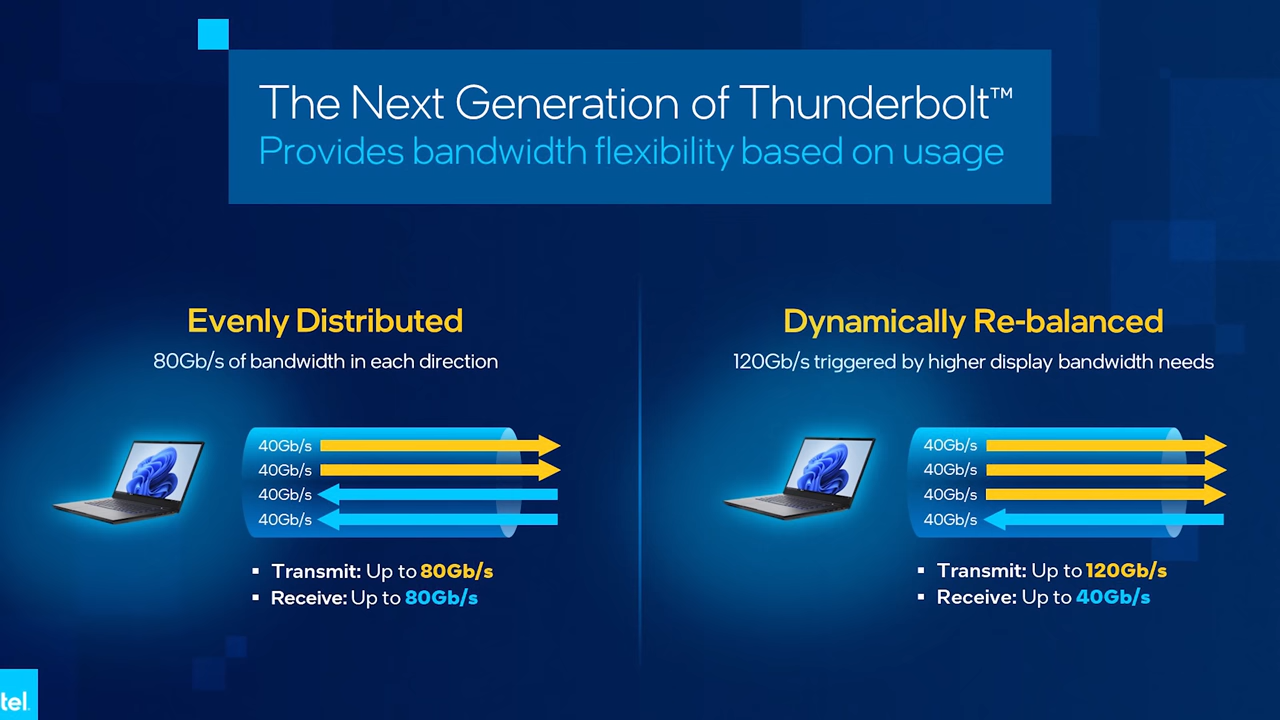 The Next Generation of Thunderbolt™
Provides bandwidth flexibility based on usage
Evenly Distributed
80Gb/s of bandwidth in each direction
40Gb/s
40Gb/s
40Gb/s
40Gb/s
▪ Transmit: Up to 80Gb/s
▪ Receive: Up to 80Gb/s
Dynamically Re-balanced
120Gb/s triggered by higher display bandwidth needs
40Gb/s
40Gb/s
40Gb/s
40Gb/s
▪ Transmit: Up to 120Gb/s
▪ Receive: Up to 40Gb/s
tel.